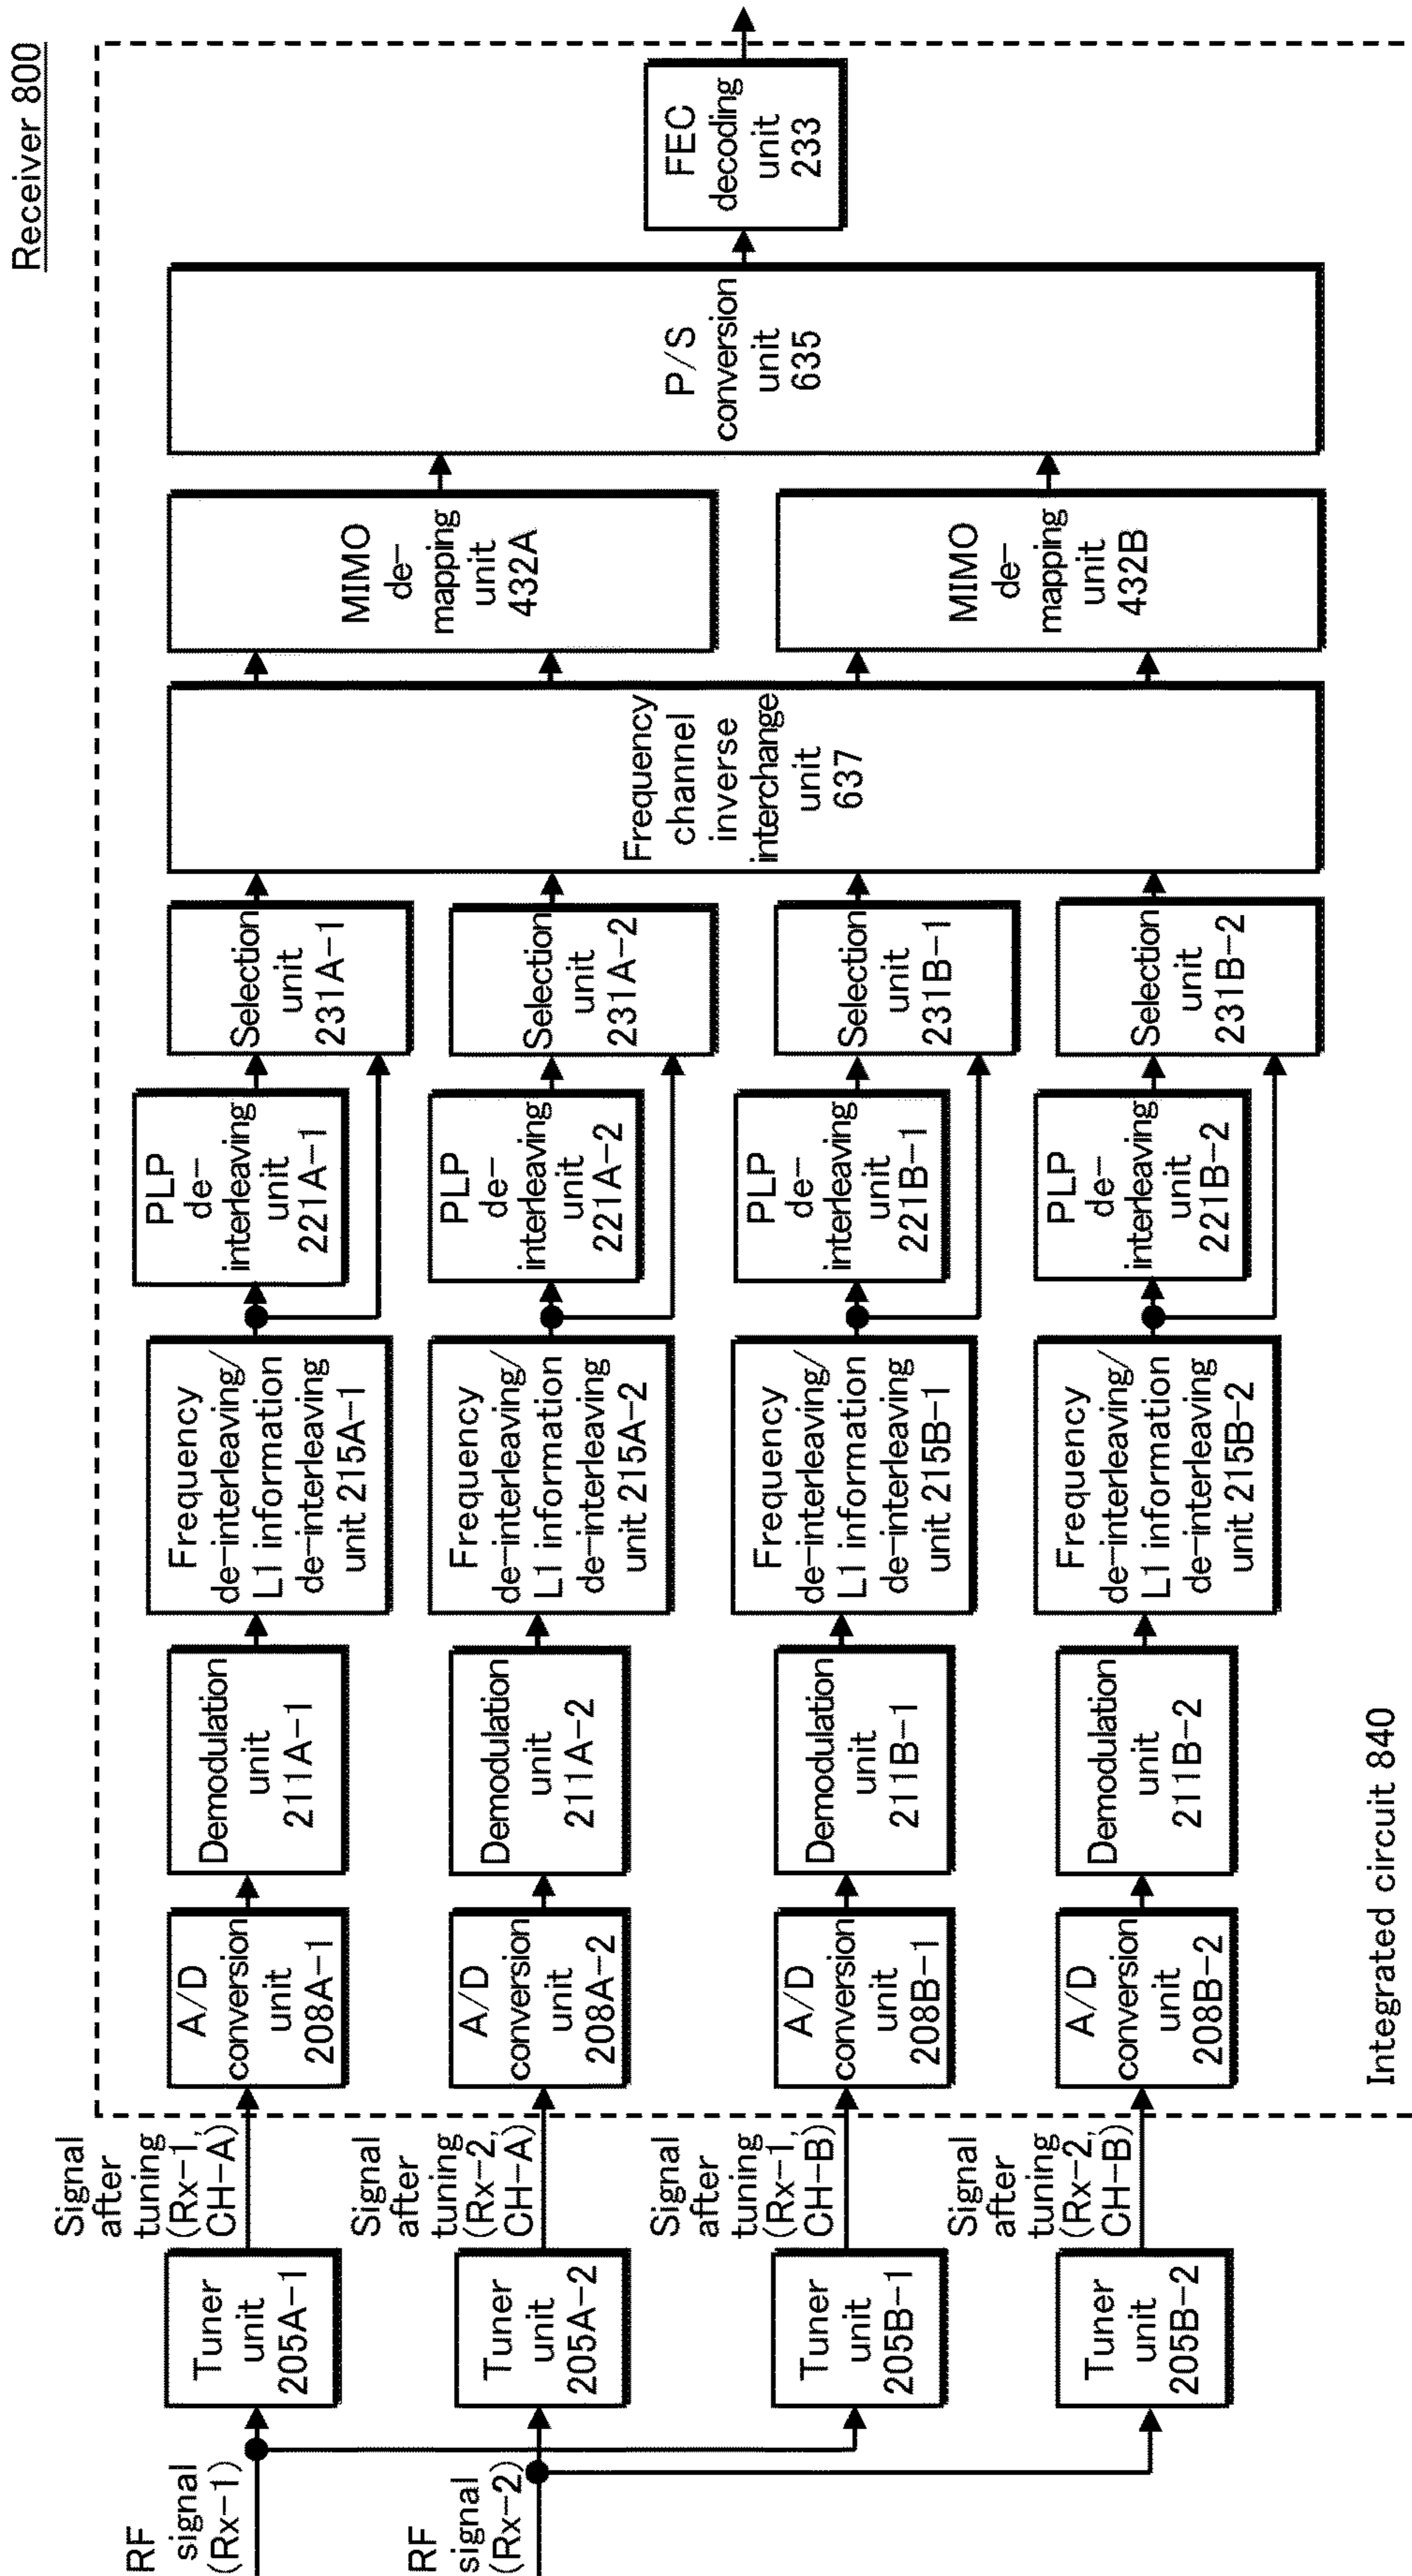 Receiver 800
RF
signal
(Rx-1)
Tuner
unit
205A-1
Signal
after
tuning
(Rx-1,
CH-A)
A/D
conversion
unit
208A-1
Demodulation
unit
211A-1
Frequency
de-interleaving/
L1 information
de-interleaving
unit 215A-1
PLP
de-
interleaving
unit
221A-1
Selection
unit
231A-1
RF
signal
(Rx-2)
Tuner
unit
205A-2
Signal
after
tuning
(Rx-2,
CH-A)
A/D
conversion
unit
208A-2
Demodulation
unit
211A-2
Frequency
de-interleaving/
L1 information
de-interleaving
unit 215A-2
PLP
de-
interleaving
unit
221A-2
Selection
unit
231A-2
Tuner
unit
205B-1
Signal
after
tuning
(Rx-1,
CH-B)
A/D
conversion
unit
208B-1
Demodulation
unit
211B-1
Frequency
de-interleaving/
L1 information
de-interleaving
unit 215B-1
PLP
de-
interleaving
unit
221B-1
Selection
unit
231B-1
Tuner
unit
205B-2
Signal
after
tuning
(Rx-2,
CH-B)
A/D
conversion
unit
208B-2
Demodulation
unit
211B-2
Frequency
de-interleaving/
L1 information
de-interleaving
unit 215B-2
PLP
de-
interleaving
unit
221B-2
Selection
unit
231B-2
Frequency
channel
inverse
interchange
unit
637
MIMO
de-
mapping
unit
432A
MIMO
de-
mapping
unit
432B
P/S
conversion
unit
635
FEC
decoding
unit
233
Integrated circuit 840